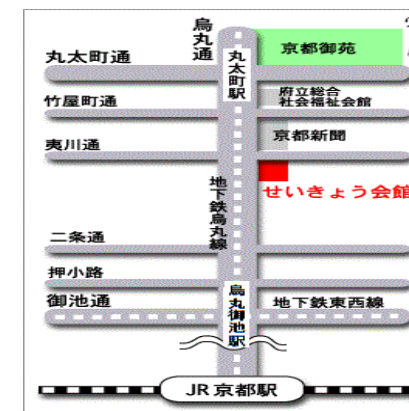 烏丸通
京都御苑
丸太町通
丸太町駅
府立総合
社会福祉会館
竹屋町通
京都新聞
夷川通
せいきょう会館
地下鉄烏丸線
二条通
押小路
御池通
烏丸御池駅
地下鉄東西線
JR京都駅